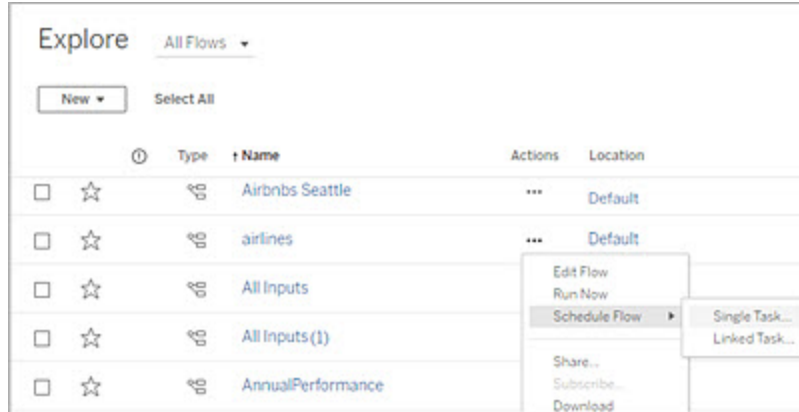 Explore All Flows
New Select All
Type Name Actions Location
Airbnbs Seattle Default
airlines Default
Edit Flow
All Inputs
Run Now
Schedule Flow Single Task...
All Inputs (1) Linked Task...
Share...
Subscribe...
AnnualPerformance
Download